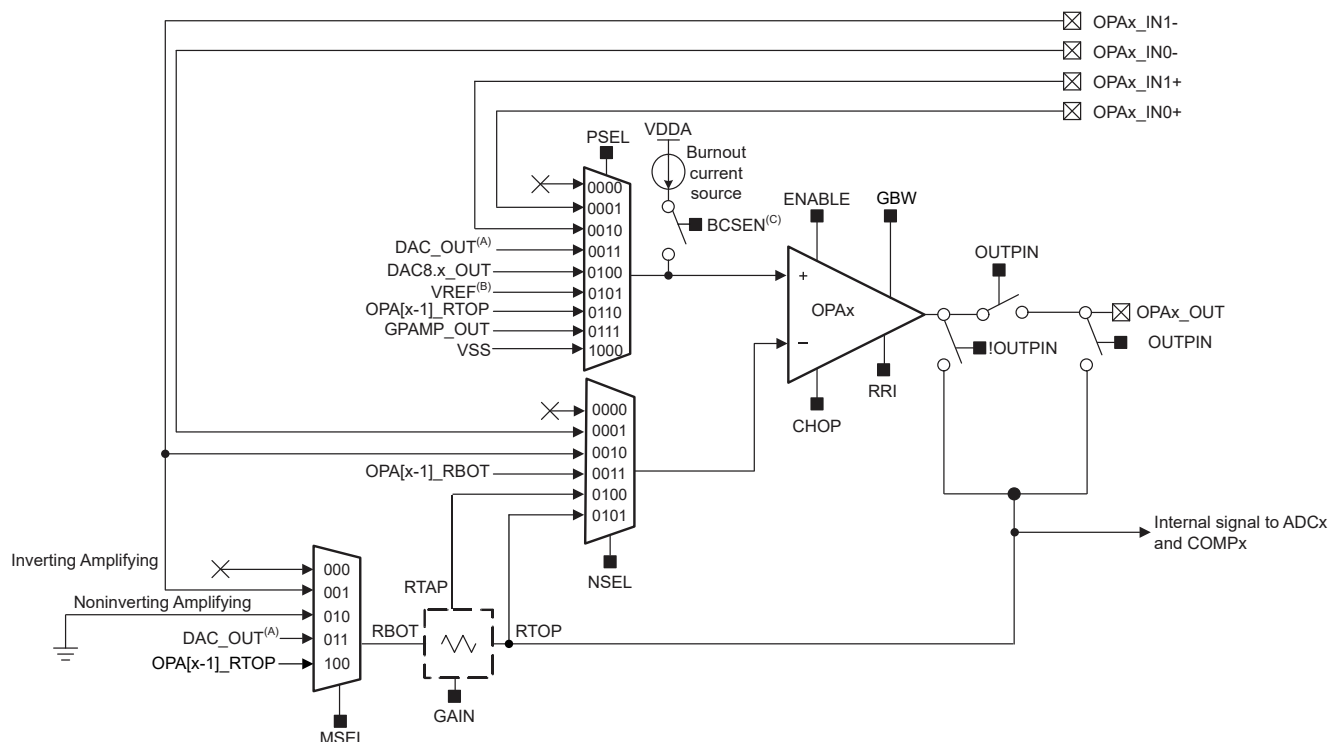 OPAx_IN1-
OPAx_IN0-
OPAx_IN1+
OPAx_IN0+
PSEL
VDDA
Burnout
current
source
BCSEN(C)
0000
0001
0010
DAC_OUT(A) 0011
DAC8.x_OUT 0100
VREF(B) 0101
OPA[x-1]_RTOP 0110
GPAMP_OUT 0111
VSS 1000
ENABLE
GBW
+
OPAx
−
CHOP
RRI
OUTPIN
!OUTPIN
OUTPIN
OPAx_OUT
0000
0001
0010
OPA[x-1]_RBOT 0011
0100
0101
NSEL
Internal signal to ADCx
and COMPx
Inverting Amplifying
000
001
Noninverting Amplifying
010
DAC_OUT(A) 011
OPA[x-1]_RTOP 100
MSEL
RBOT
RTAP
RTOP
GAIN